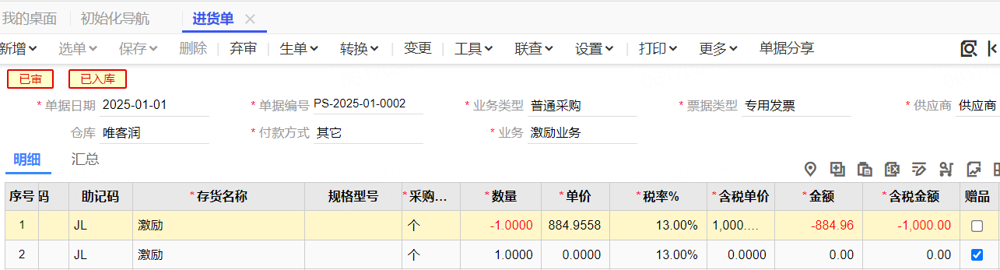 我的桌面 初始化导航 进货单
新增 选单 保存 删除 弃审 生单 转换 变更 工具 联查 设置 打印 更多 单据分享
已审 已入库
* 单据日期 2025-01-01 * 单据编号 PS-2025-01-0002 * 业务类型 普通采购 * 票据类型 专用发票 * 供应商 供应商
仓库 唯客润 * 付款方式 其它 * 业务 激励业务
明细 汇总
序号 码 助记码 * 存货名称 规格型号 * 采购... * 数量 * 单价 * 税率% * 含税单价 * 金额 * 含税金额 赠品
1 JL 激励 个 -1.0000 884.9558 13.00% 1,000.... -884.96 -1,000.00
2 JL 激励 个 1.0000 0.0000 13.00% 0.0000 0.00 0.00